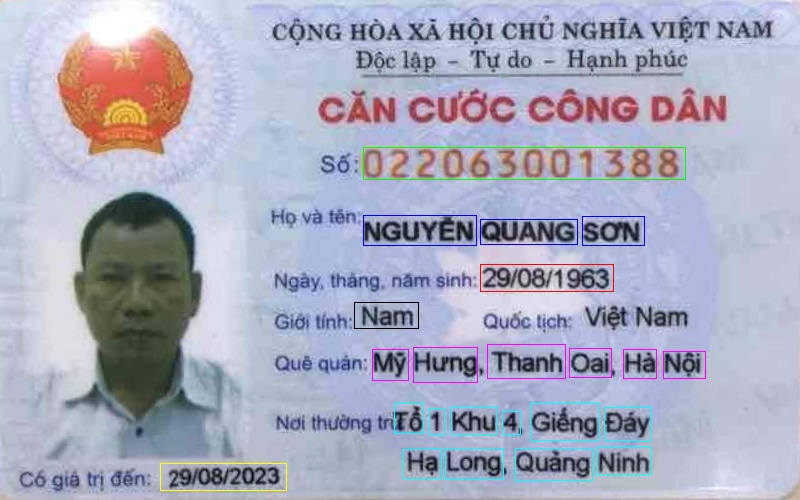 CỘNG HÒA XÃ HỘI CHỦ NGHĨA VIỆT NAM
Độc lập - Tự do - Hạnh phúc
CĂN CƯỚC CÔNG DÂN
Số: 022063001388
Họ và tên: NGUYỄN QUANG SƠN
Ngày, tháng, năm sinh: 29/08/1963
Giới tính: Nam Quốc tịch: Việt Nam
Quê quán: Mỹ Hưng, Thanh Oai, Hà Nội
Nơi thường trú: Tổ 1 Khu 4, Giếng Đáy
Hạ Long, Quảng Ninh
Có giá trị đến: 29/08/2023